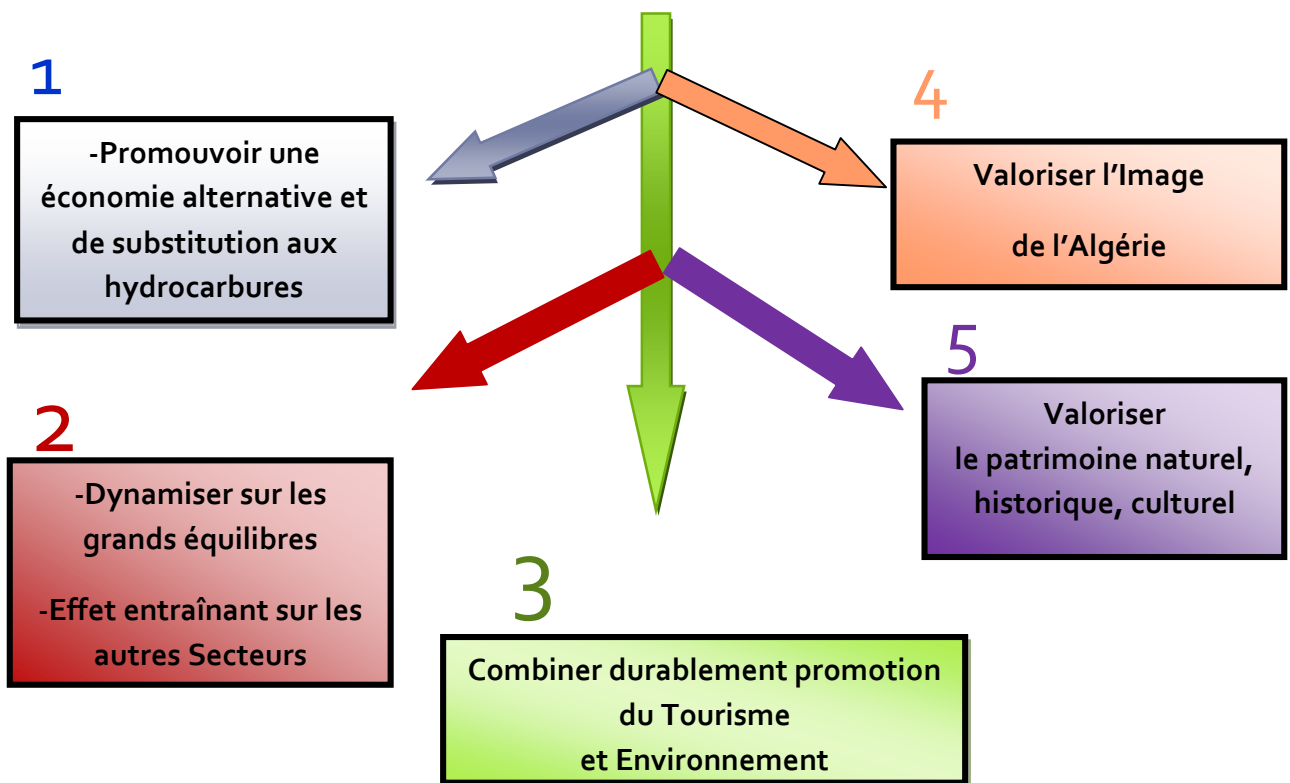 1
-Promouvoir une
économie alternative et
de substitution aux
hydrocarbures
2
-Dynamiser sur les
grands équilibres
-Effet entraînant sur les
autres Secteurs
3
Combiner durablement promotion
du Tourisme
et Environnement
4
Valoriser l’Image
de l’Algérie
5
Valoriser
le patrimoine naturel,
historique, culturel